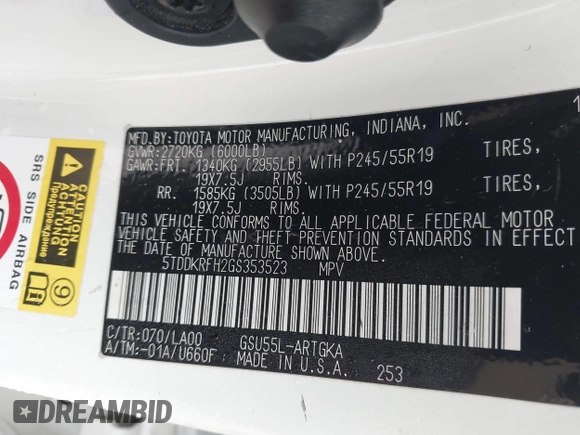 MFD.BY:TOYOTA MOTOR MANUFACTURING, INDIANA, INC. 1
GVWR:2720KG (6000LB)
GAWR:FRT. 1340KG (2955LB) WITH P245/55R19 TIRES,
19X7.5J RIMS.
RR. 1585KG (3505LB) WITH P245/55R19 TIRES,
19X7.5J RIMS.
THIS VEHICLE CONFORMS TO ALL APPLICABLE FEDERAL MOTOR
VEHICLE SAFETY AND THEFT-PREVENTION STANDARDS IN EFFECT
THE DATE OF MANUFACTURE SHOWN ABOVE.
5TDDKRFH2GS353523 MPV
C/TR:070/LA00 GSU55L-ARTGKA
A/TM:-01A/U660F MADE IN U.S.A. 253
SRS SIDE AIRBAG
CAUTION
ATTENTION
ACHTUNG
9
DREAMBID